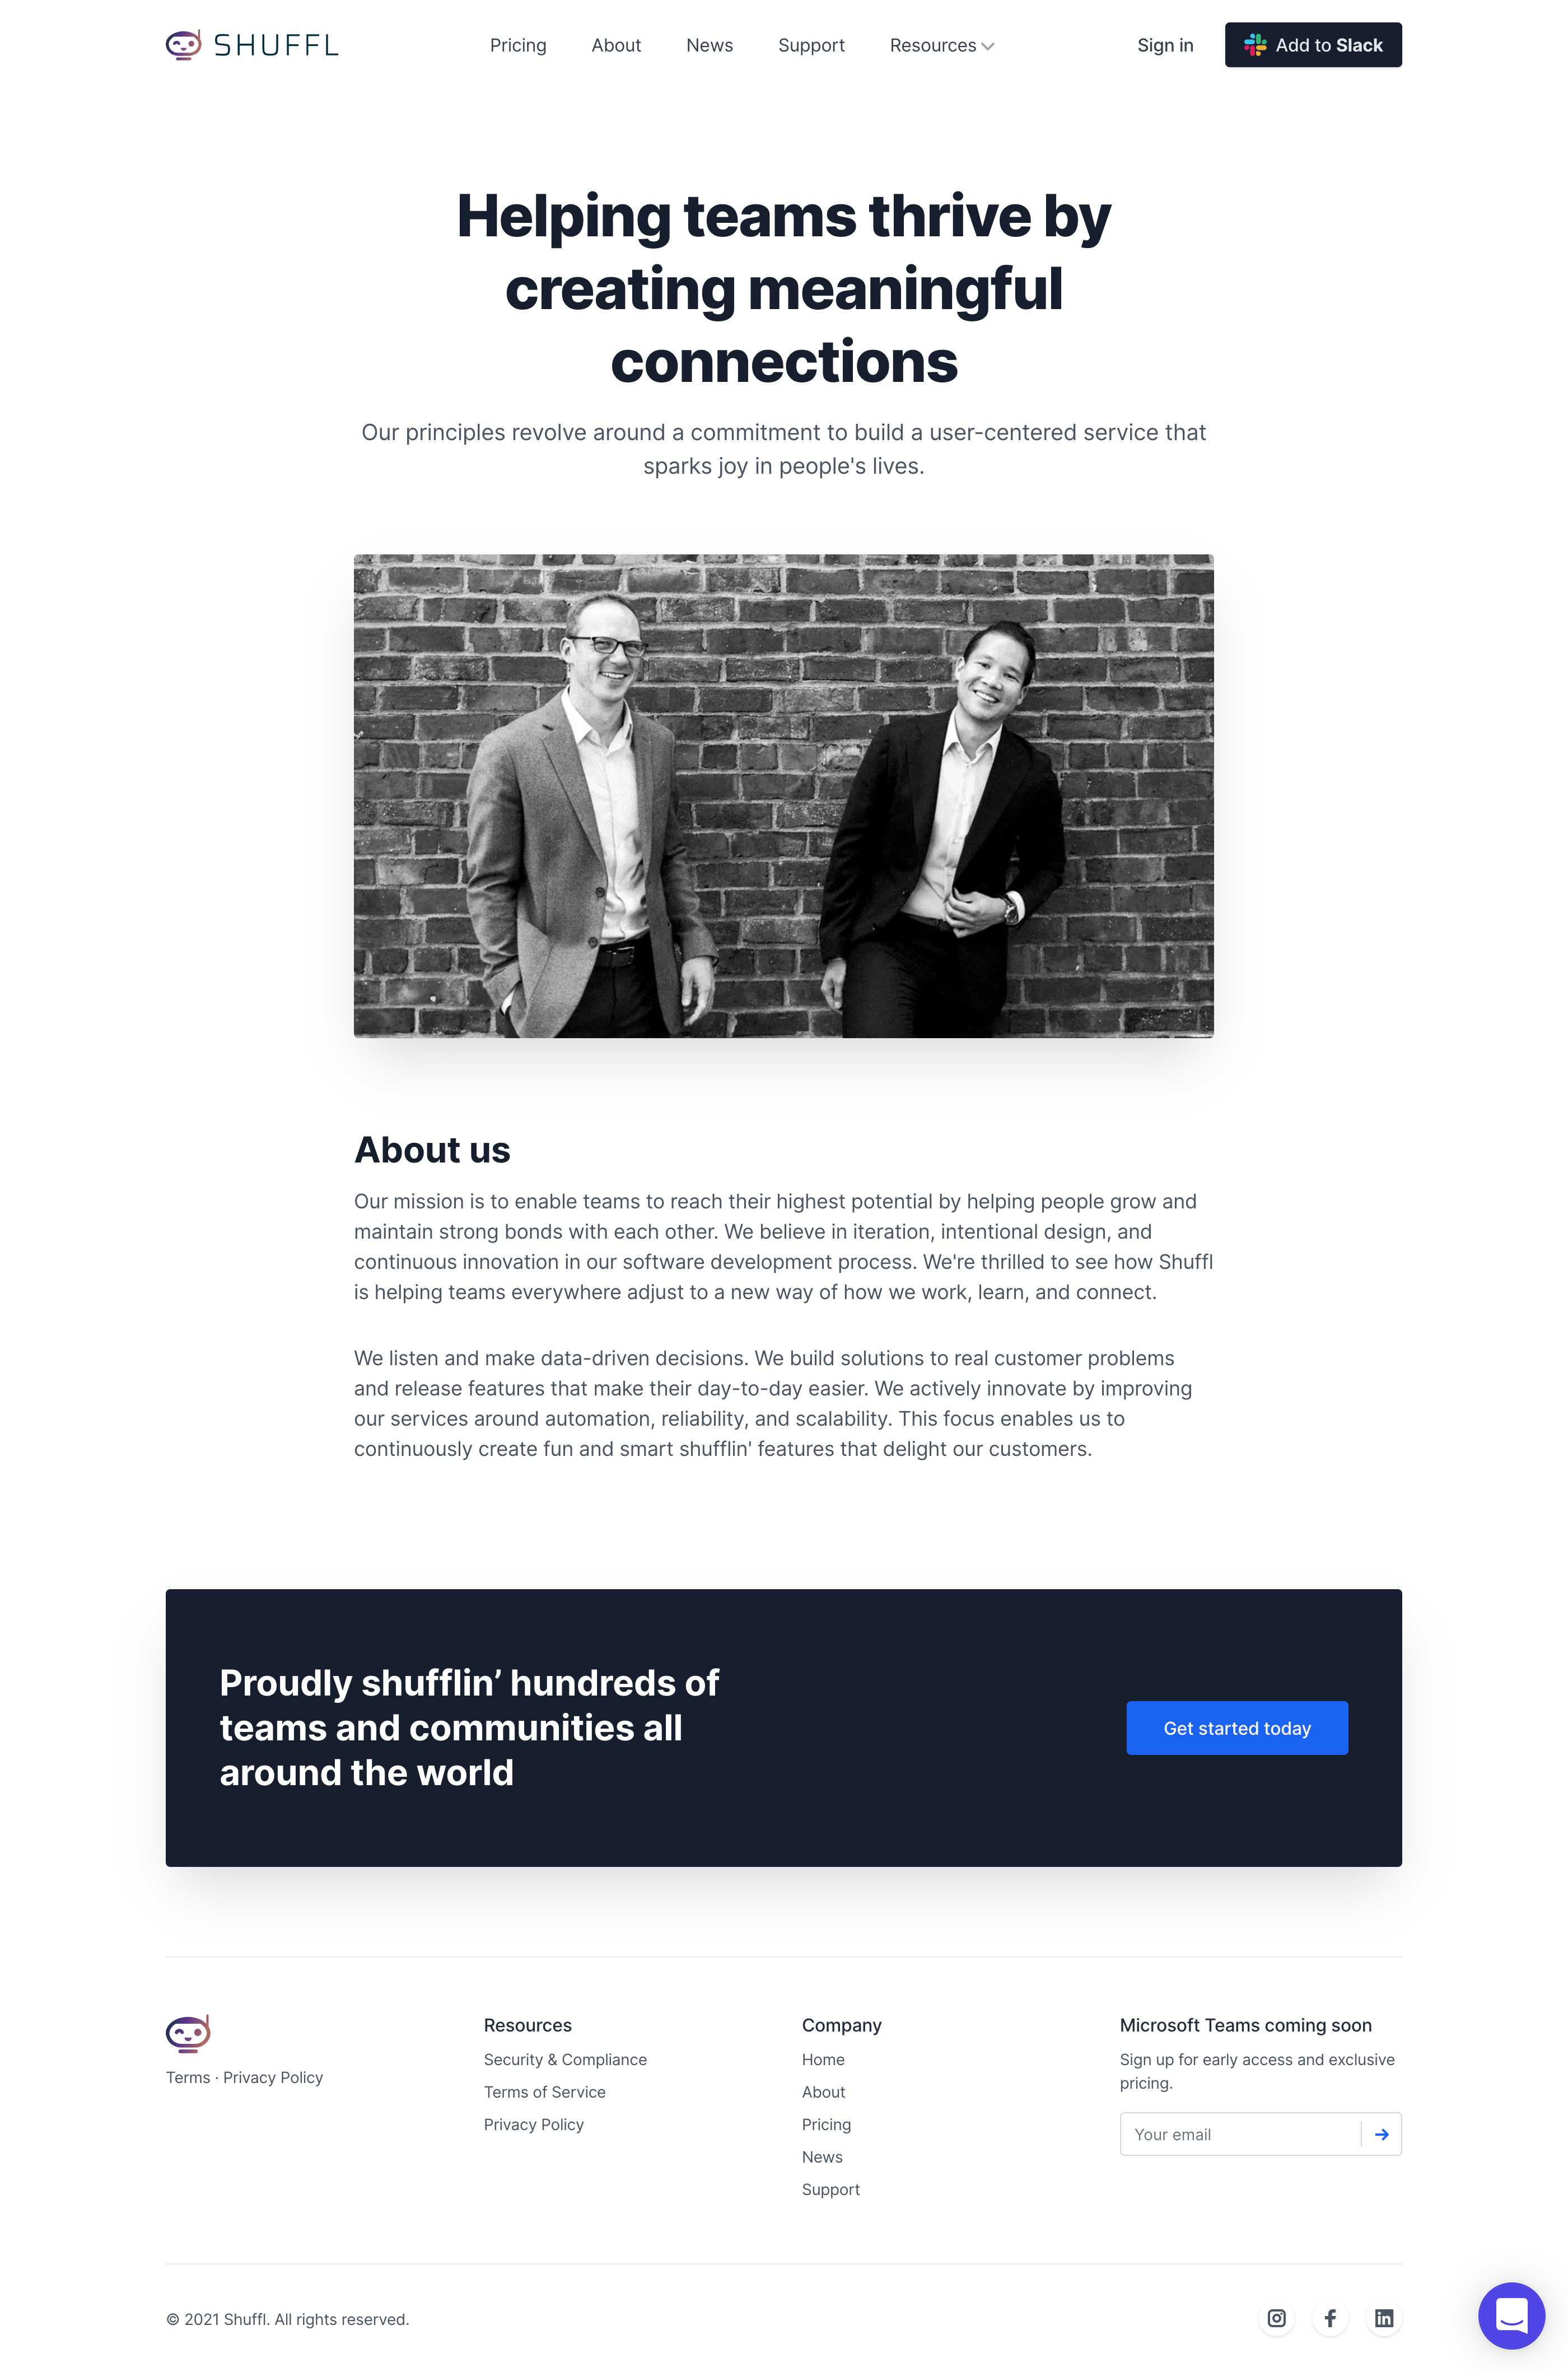 SHUFFL
Pricing
About
News
Support
Resources
Sign in
Add to Slack
Helping teams thrive by
creating meaningful
connections
Our principles revolve around a commitment to build a user-centered service that
sparks joy in people's lives.
About us
Our mission is to enable teams to reach their highest potential by helping people grow and
maintain strong bonds with each other. We believe in iteration, intentional design, and
continuous innovation in our software development process. We're thrilled to see how Shuffl
is helping teams everywhere adjust to a new way of how we work, learn, and connect.
We listen and make data-driven decisions. We build solutions to real customer problems
and release features that make their day-to-day easier. We actively innovate by improving
our services around automation, reliability, and scalability. This focus enables us to
continuously create fun and smart shufflin' features that delight our customers.
Proudly shufflin’ hundreds of
teams and communities all
around the world
Get started today
Terms · Privacy Policy
Resources
Security & Compliance
Terms of Service
Privacy Policy
Company
Home
About
Pricing
News
Support
Microsoft Teams coming soon
Sign up for early access and exclusive
pricing.
Your email
© 2021 Shuffl. All rights reserved.